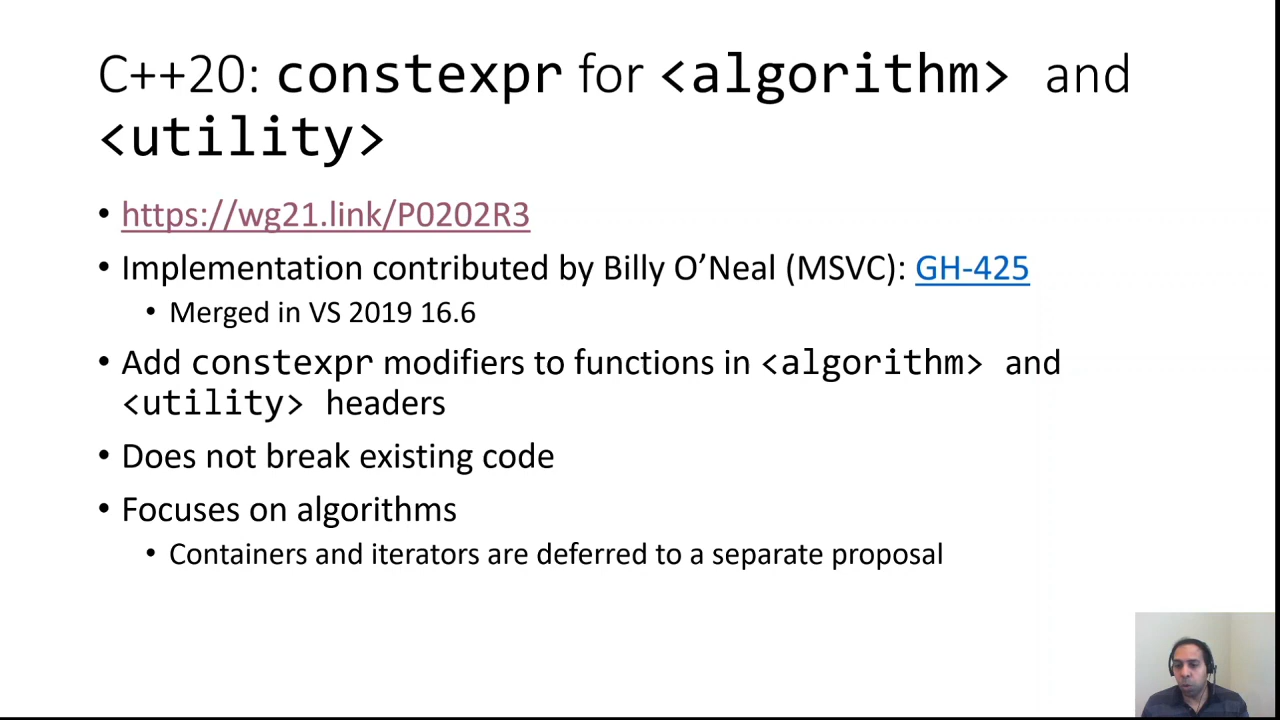 C++20: constexpr for <algorithm> and
<utility>
• https://wg21.link/P0202R3
• Implementation contributed by Billy O’Neal (MSVC): GH-425
• Merged in VS 2019 16.6
• Add constexpr modifiers to functions in <algorithm> and
<utility> headers
• Does not break existing code
• Focuses on algorithms
• Containers and iterators are deferred to a separate proposal